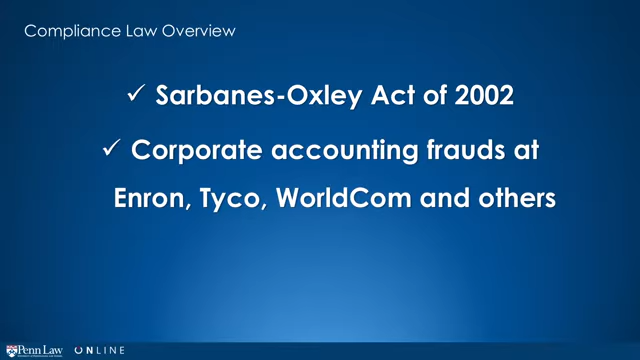 Compliance Law Overview
✓ Sarbanes-Oxley Act of 2002
✓ Corporate accounting frauds at
Enron, Tyco, WorldCom and others
Penn Law ONLINE